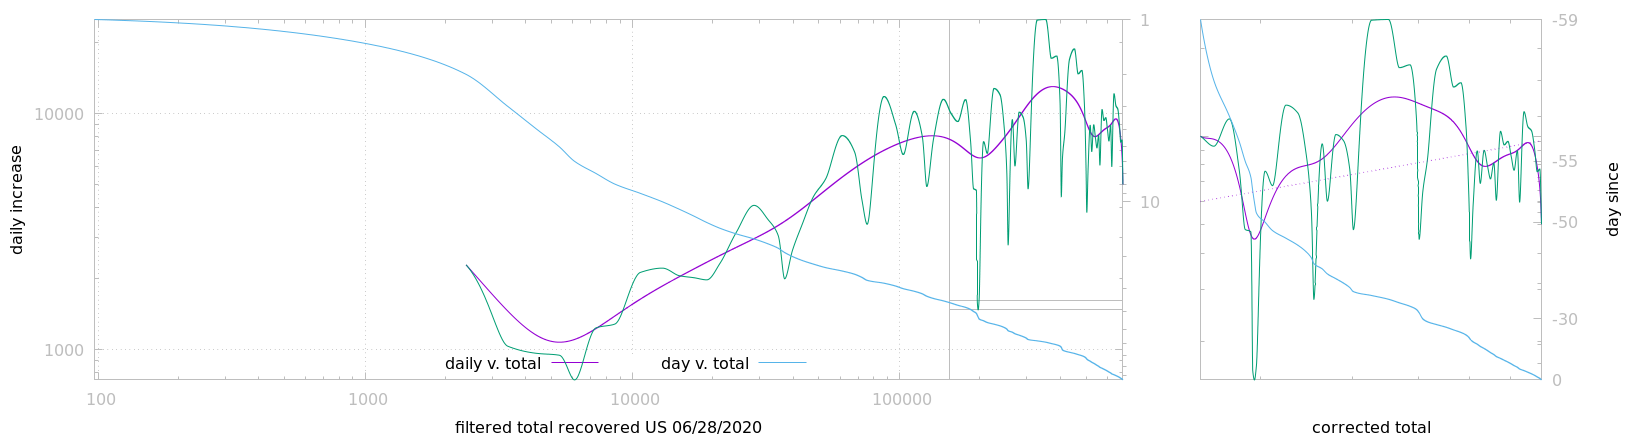 daily increase
10000
1000
daily v. total
day v. total
100
1000
10000
100000
filtered total recovered US 06/28/2020
1
10
corrected total
-59
-55
-50
-30
0
day since